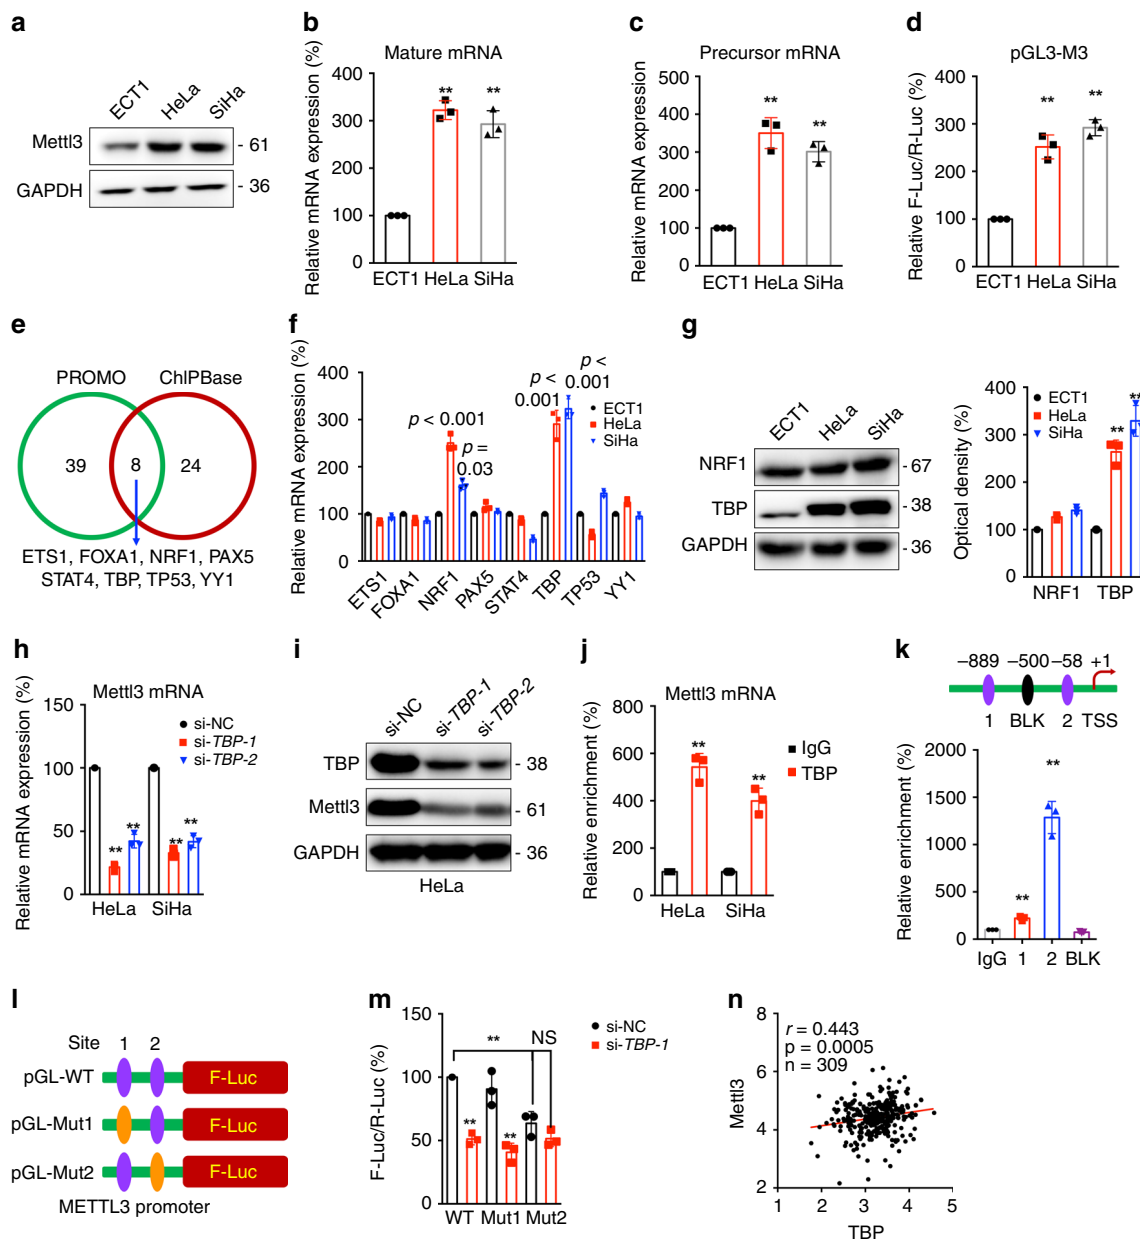 a
ECT1 HeLa SiHa
Mettl3 - 61
GAPDH - 36
b
Mature mRNA
Relative mRNA expression (%)
400
300
200
100
0
ECT1 HeLa SiHa
** **
c
Precursor mRNA
Relative mRNA expression
500
400
300
200
100
0
ECT1 HeLa SiHa
** **
d
pGL3-M3
Relative F-Luc/R-Luc (%)
400
300
200
100
0
ECT1 HeLa SiHa
** **
e
PROMO ChIPBase
39 8 24
ETS1, FOXA1, NRF1, PAX5
STAT4, TBP, TP53, YY1
f
Relative mRNA expression (%)
400
300
200
100
0
p < 0.001
p =
0.03
p <
0.001
p <
0.001
ECT1
HeLa
SiHa
ETS1 FOXA1 NRF1 PAX5 STAT4 TBP TP53 YY1
g
ECT1 HeLa SiHa
NRF1 - 67
TBP - 38
GAPDH - 36
Optical density (%)
400
300
200
100
0
ECT1
HeLa
SiHa
** **
NRF1 TBP
h
Mettl3 mRNA
Relative mRNA expression (%)
150
100
50
0
si-NC
si-TBP-1
si-TBP-2
** ** ** **
HeLa SiHa
i
si-NC si-TBP-1 si-TBP-2
TBP - 38
Mettl3 - 61
GAPDH - 36
HeLa
j
Mettl3 mRNA
Relative enrichment (%)
800
600
400
200
0
IgG
TBP
** **
HeLa SiHa
k
–889 –500 –58 +1
1 BLK 2 TSS
Relative enrichment (%)
2000
1500
1000
500
0
** **
IgG 1 2 BLK
l
Site 1 2
pGL-WT F-Luc
pGL-Mut1 F-Luc
pGL-Mut2 F-Luc
METTL3 promoter
m
F-Luc/R-Luc (%)
150
100
50
0
** NS
** **
si-NC
si-TBP-1
WT Mut1 Mut2
n
r = 0.443
p = 0.0005
n = 309
Mettl3
8
6
4
2
1 2 3 4 5
TBP